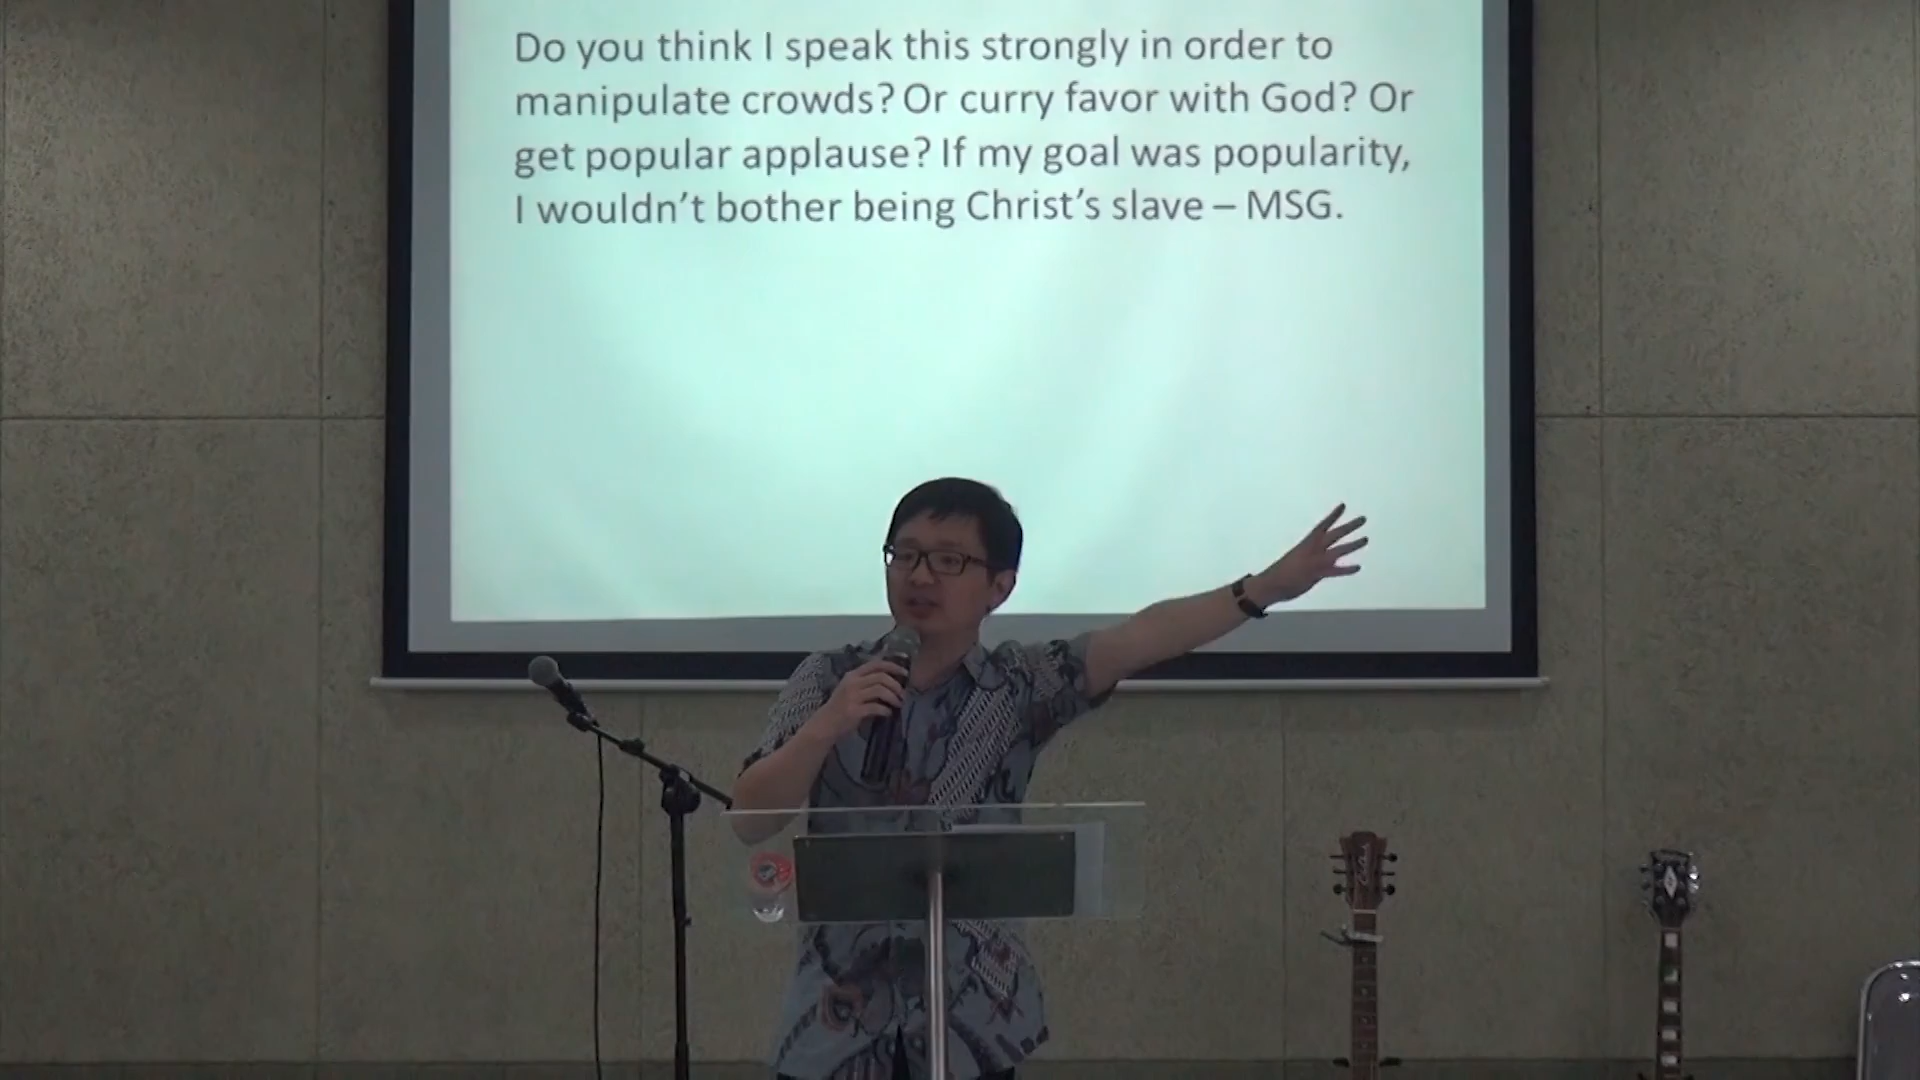 Do you think I speak this strongly in order to
manipulate crowds? Or curry favor with God? Or
get popular applause? If my goal was popularity,
I wouldn't bother being Christ's slave – MSG.